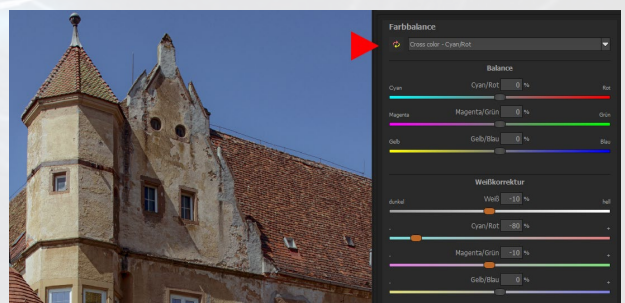 Farbbalance
Cross color - Cyan/Rot
Balance
Cyan/Rot 0 %
Cyan Rot
Magenta/Grün 0 %
Magenta Grün
Gelb/Blau 0 %
Gelb Blau
Weißkorrektur
Weiß -10 %
dunkel hell
Cyan/Rot -80 %
- +
Magenta/Grün -10 %
- +
Gelb/Blau 0 %
- +